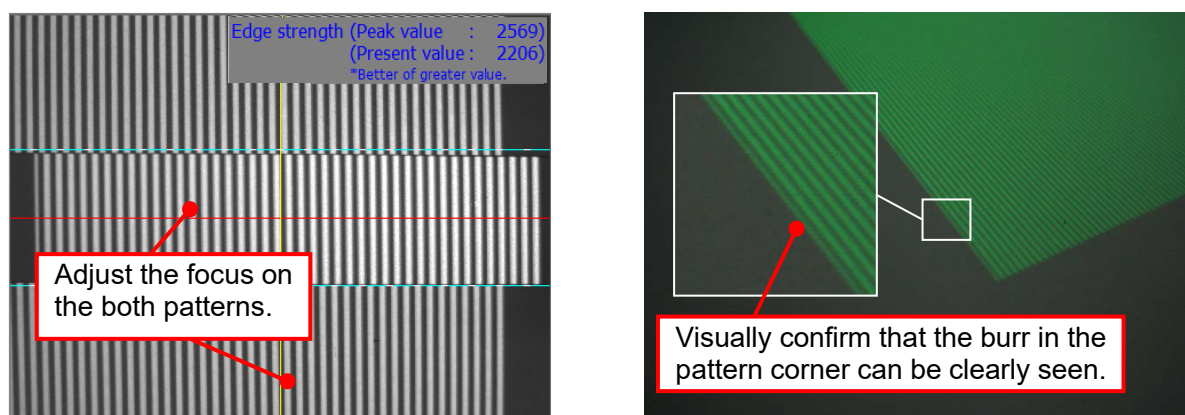 Edge strength (Peak value : 2569)
(Present value : 2206)
*Better of greater value.
Adjust the focus on
the both patterns.
Visually confirm that the burr in the
pattern corner can be clearly seen.